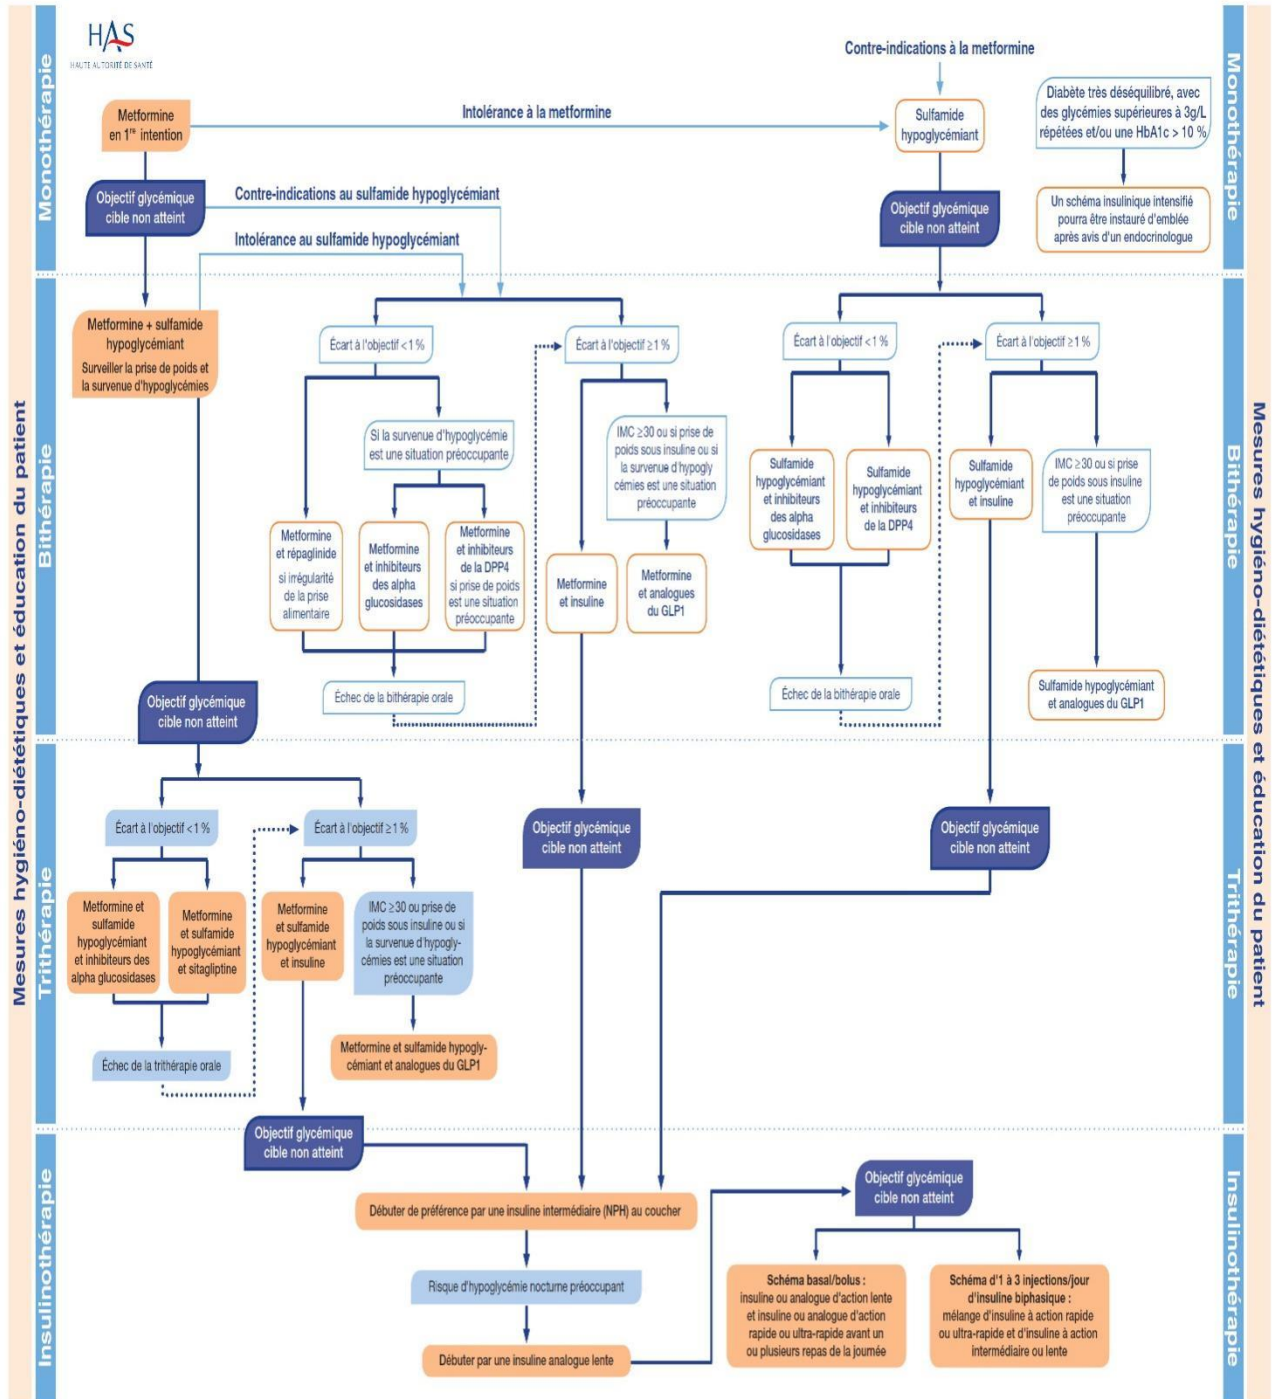 HAS
HAUTE AUTORITÉ DE SANTÉ
Mesures hygiéno-diététiques et éducation du patient
Monothérapie
Contre-indications à la metformine
Monothérapie
Metformine
en 1re intention
Intolérance à la metformine
Sulfamide
hypoglycémiant
Diabète très déséquilibré, avec
des glycémies supérieures à 3g/L
répétées et/ou une HbA1c > 10 %
Objectif glycémique
cible non atteint
Contre-indications au sulfamide hypoglycémiant
Intolérance au sulfamide hypoglycémiant
Objectif glycémique
cible non atteint
Un schéma insulinique intensifié
pourra être instauré d'emblée
après avis d'un endocrinologue
Bithérapie
Metformine + sulfamide
hypoglycémiant
Surveiller la prise de poids et
la survenue d'hypoglycémies
Écart à l'objectif < 1 %
Écart à l'objectif ≥ 1 %
Écart à l'objectif < 1 %
Écart à l'objectif ≥ 1 %
Bithérapie
Si la survenue d'hypoglycémie
est une situation préoccupante
IMC ≥ 30 ou si prise de
poids sous insuline ou si
la survenue d'hypogly
cémies est une situation
préoccupante
Metformine
et répaglinide
si irrégularité
de la prise
alimentaire
Metformine
et inhibiteurs
des alpha
glucosidases
Metformine
et inhibiteurs
de la DPP4
si prise de poids
est une situation
préoccupante
Metformine
et insuline
Metformine
et analogues
du GLP1
Sulfamide
hypoglycémiant
et inhibiteurs
des alpha
glucosidases
Sulfamide
hypoglycémiant
et inhibiteurs
de la DPP4
Sulfamide
hypoglycémiant
et insuline
IMC ≥ 30 ou si prise
de poids sous insuline
est une situation
préoccupante
Échec de la bithérapie orale
Échec de la bithérapie orale
Sulfamide hypoglycémiant
et analogues du GLP1
Objectif glycémique
cible non atteint
Trithérapie
Écart à l'objectif < 1 %
Écart à l'objectif ≥ 1 %
Objectif glycémique
cible non atteint
Objectif glycémique
cible non atteint
Trithérapie
Metformine et
sulfamide
hypoglycémiant
et inhibiteurs des
alpha glucosidases
Metformine
et sulfamide
hypoglycémiant
et sitagliptine
Metformine
et sulfamide
hypoglycémiant
et insuline
IMC ≥ 30 ou prise de
poids sous insuline ou si
la survenue d'hypogly-
cémies est une situation
préoccupante
Échec de la trithérapie orale
Metformine et sulfamide hypogly-
cémiant et analogues du GLP1
Insulinothérapie
Objectif glycémique
cible non atteint
Objectif glycémique
cible non atteint
Insulinothérapie
Débuter de préférence par une insuline intermédiaire (NPH) au coucher
Risque d'hypoglycémie nocturne préoccupant
Débuter par une insuline analogue lente
Schéma basal/bolus :
insuline ou analogue d'action lente
et insuline ou analogue d'action
rapide ou ultra-rapide avant un
ou plusieurs repas de la journée
Schéma d'1 à 3 injections/jour
d'insuline biphasique :
mélange d'insuline à action rapide
ou ultra-rapide et d'insuline à action
intermédiaire ou lente
Mesures hygiéno-diététiques et éducation du patient